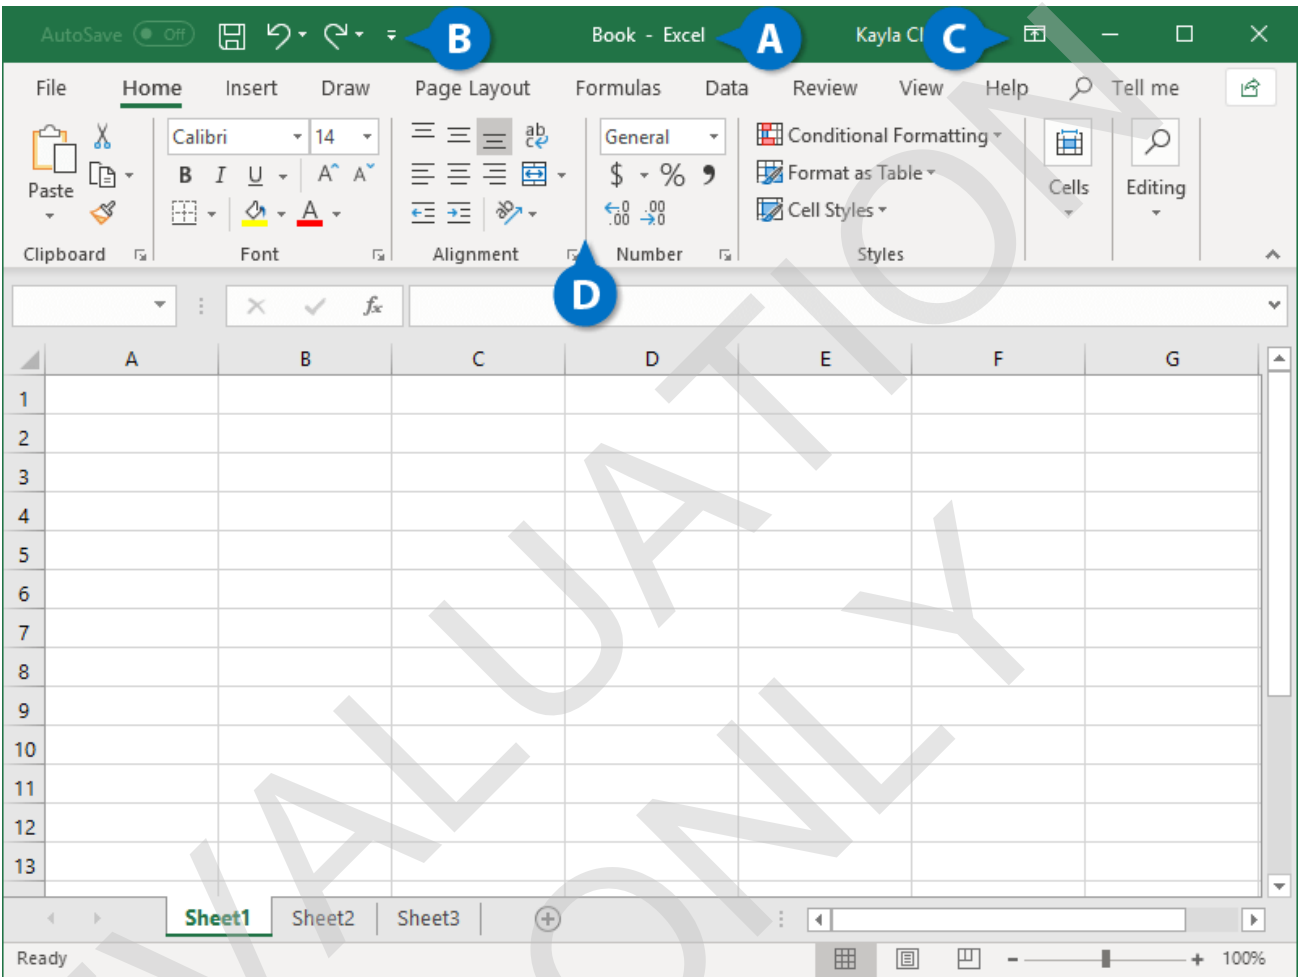 AutoSave Off B Book - Excel A Kayla Cl C
File Home Insert Draw Page Layout Formulas Data Review View Help Tell me
Calibri 14 ab General Conditional Formatting
Paste B I U A A $ % Format as Table Cells Editing
A .00 .00 Cell Styles
Clipboard Font Alignment Number Styles
D
fx
A B C D E F G
1
2
3
4
5
6
7
8
9
10
11
12
13
Sheet1 Sheet2 Sheet3
Ready 100%
EVALUATION
ONLY